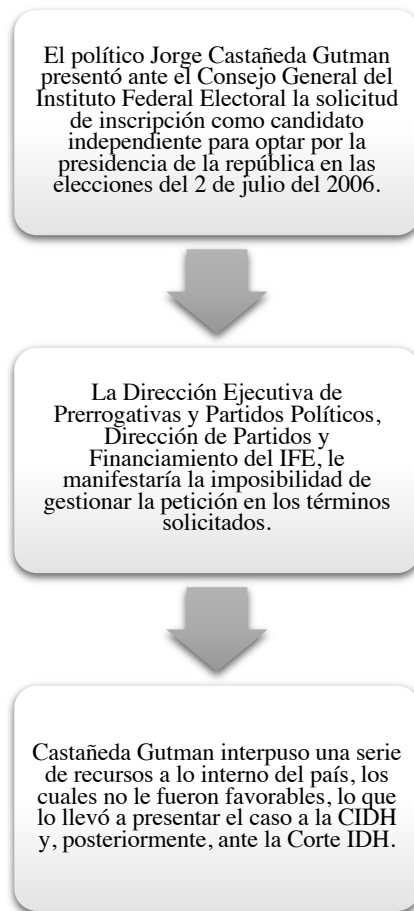 El político Jorge Castañeda Gutman
presentó ante el Consejo General del
Instituto Federal Electoral la solicitud
de inscripción como candidato
independiente para optar por la
presidencia de la república en las
elecciones del 2 de julio del 2006.
La Dirección Ejecutiva de
Prerrogativas y Partidos Políticos,
Dirección de Partidos y
Financiamiento del IFE, le
manifestaría la imposibilidad de
gestionar la petición en los términos
solicitados.
Castañeda Gutman interpuso una serie
de recursos a lo interno del país, los
cuales no le fueron favorables, lo que
lo llevó a presentar el caso a la CIDH
y, posteriormente, ante la Corte IDH.